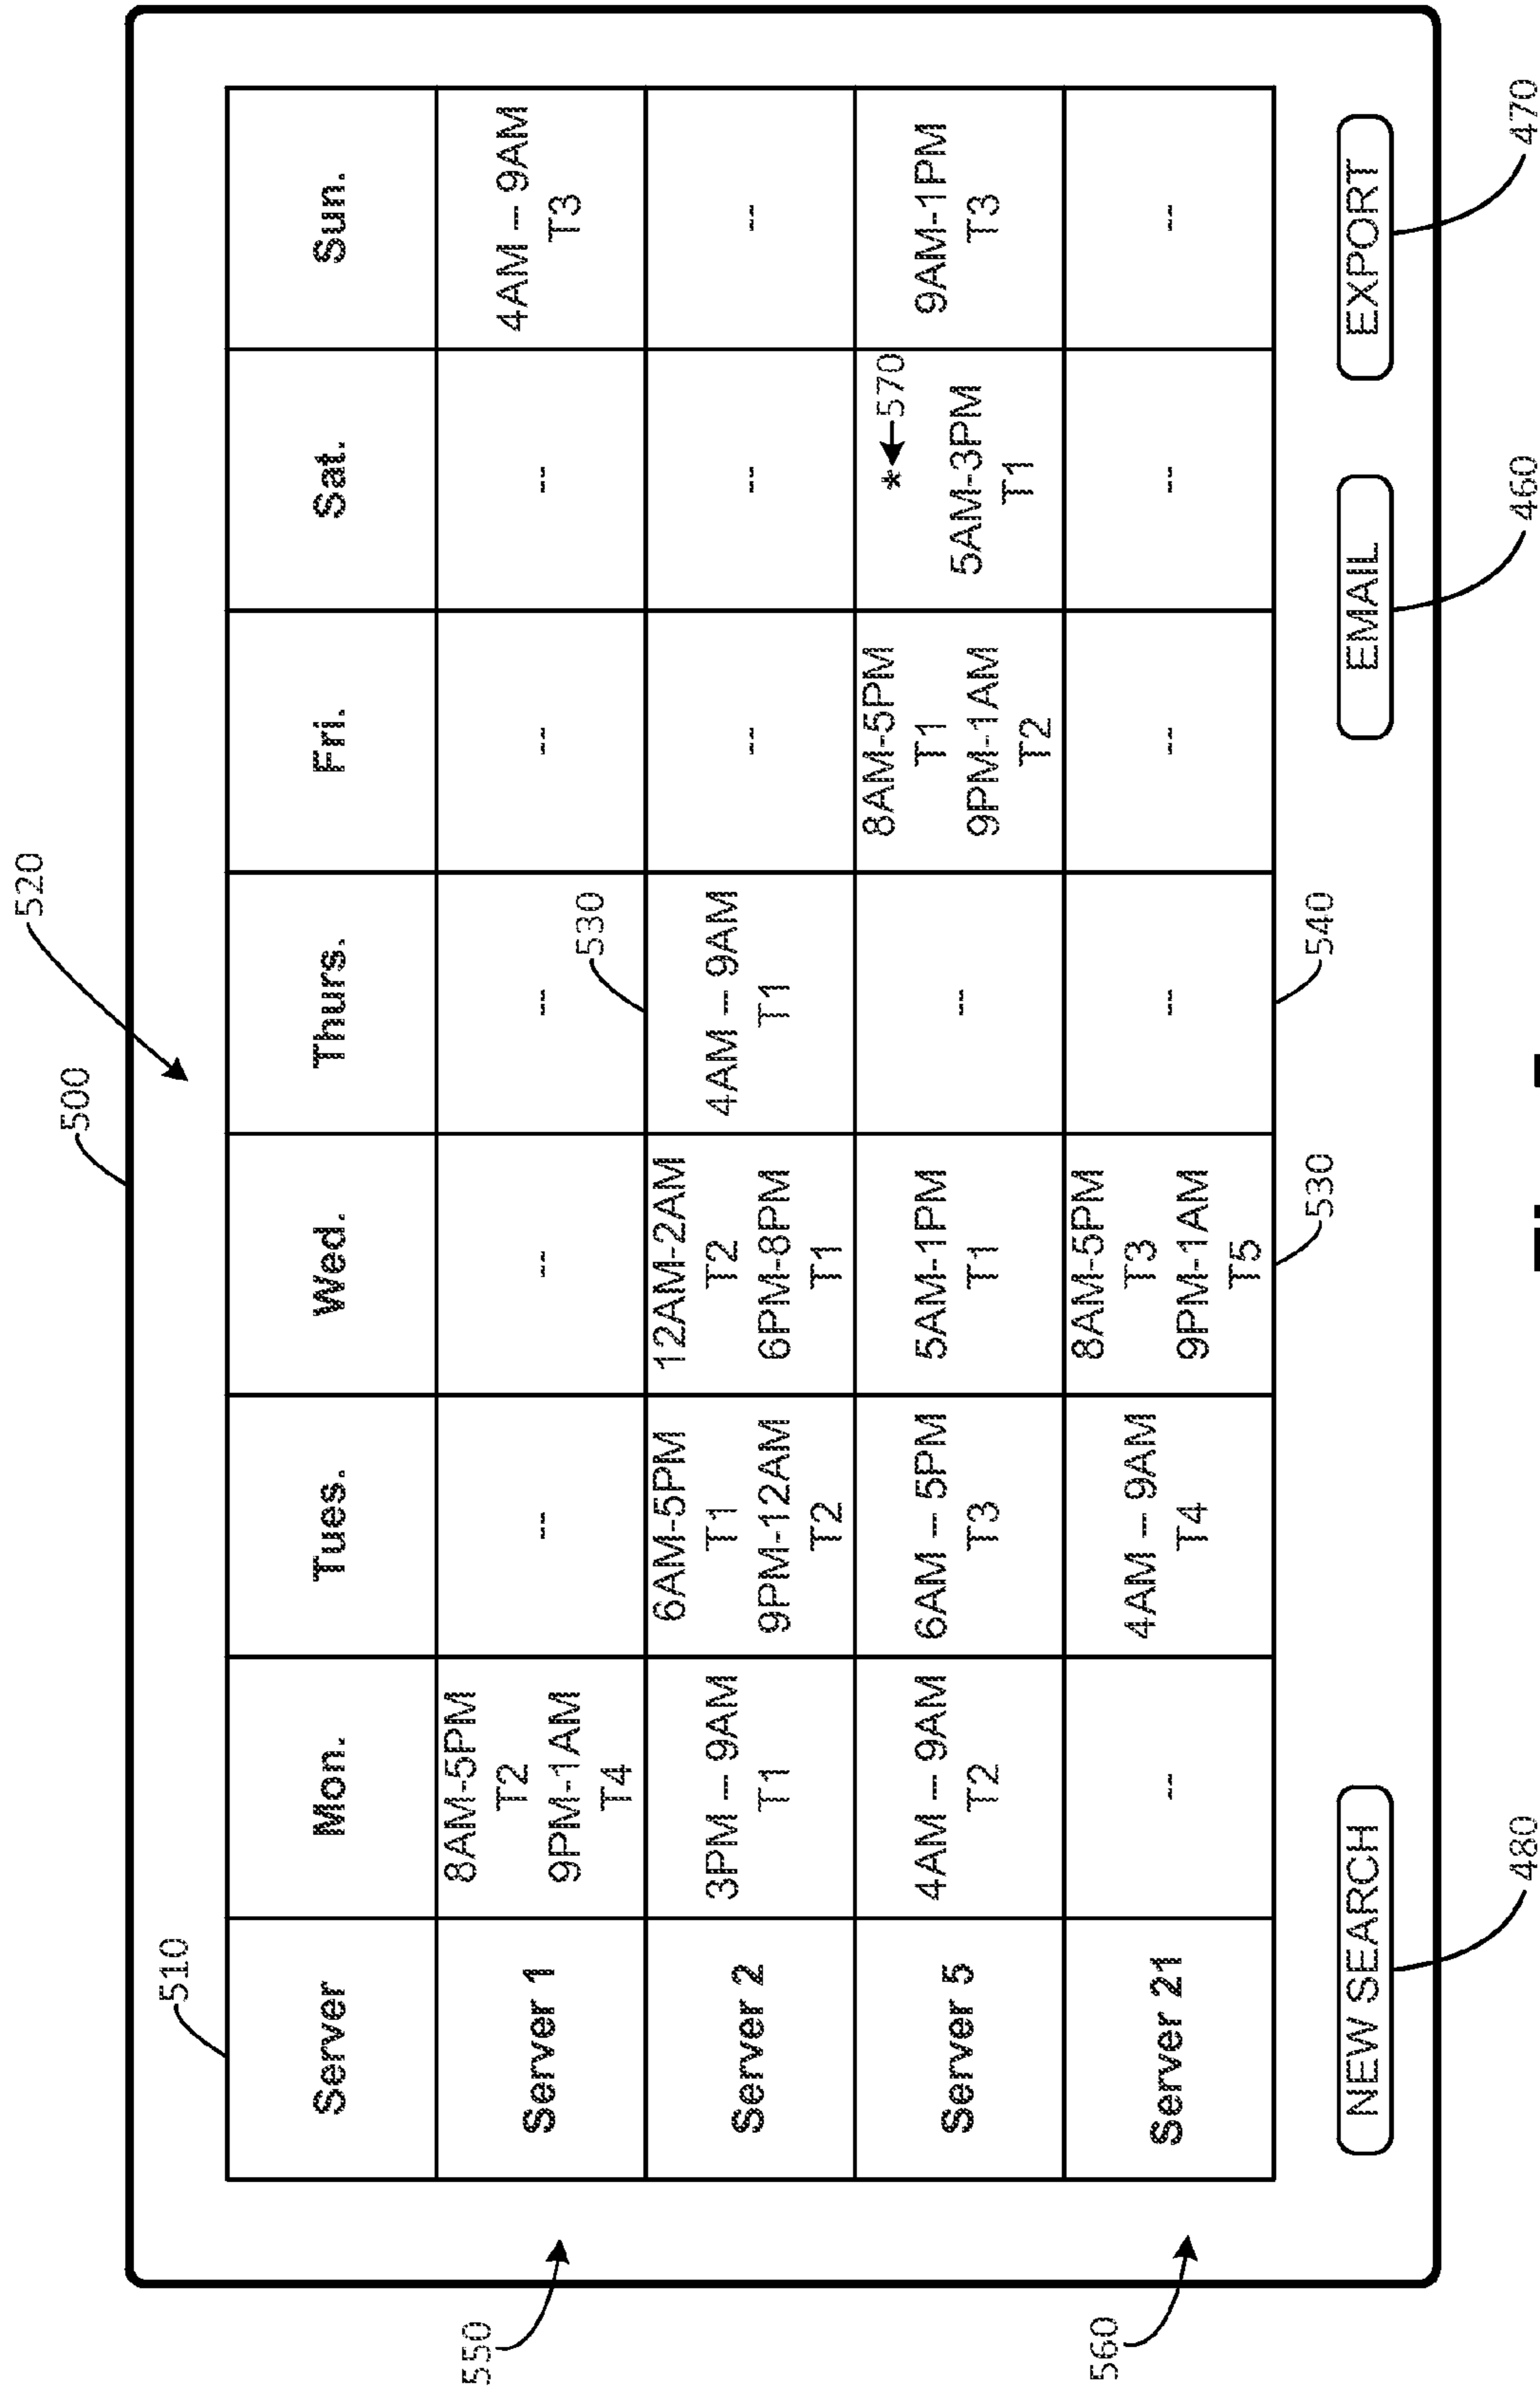 520
500
510
Server
Mon.
Tues.
Wed.
Thurs.
Fri.
Sat.
Sun.
550
Server 1
8AM-5PM
T2
9PM-1AM
T4
--
--
--
--
--
4AM – 9AM
T3
530
Server 2
3PM – 9AM
T1
6AM-5PM
T1
9PM-12AM
T2
12AM-2AM
T2
6PM-8PM
T1
4AM – 9AM
T1
--
--
--
Server 5
4AM – 9AM
T2
6AM – 5PM
T3
5AM-1PM
T1
--
8AM-5PM
T1
9PM-1AM
T2
* 570
5AM-3PM
T1
9AM-1PM
T3
560
Server 21
--
4AM – 9AM
T4
8AM-5PM
T3
9PM-1AM
T5
--
--
--
--
530
540
NEW SEARCH
EMAIL
EXPORT
480
460
470